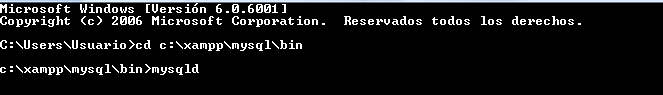 Microsoft Windows [Versión 6.0.6001]
Copyright (c) 2006 Microsoft Corporation. Reservados todos los derechos.
C:\Users\Usuario>cd c:\xampp\mysql\bin
c:\xampp\mysql\bin>mysqld